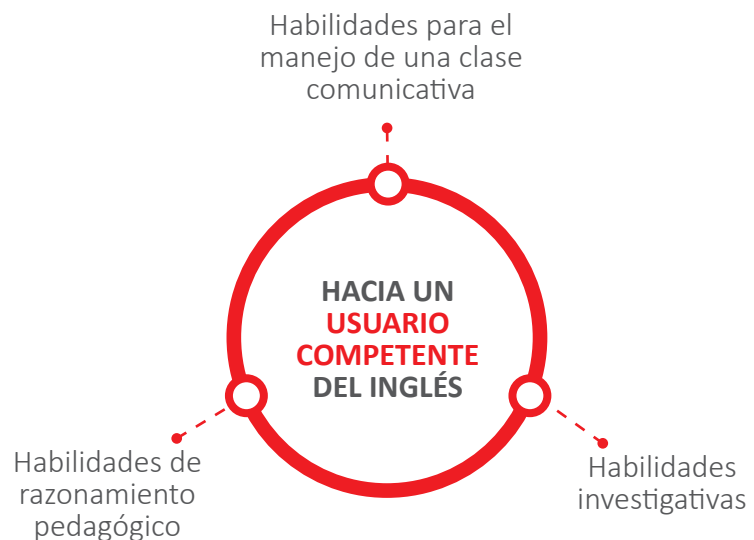 Habilidades para el
manejo de una clase
comunicativa
HACIA UN
USUARIO
COMPETENTE
DEL INGLÉS
Habilidades de
razonamiento
pedagógico
Habilidades
investigativas